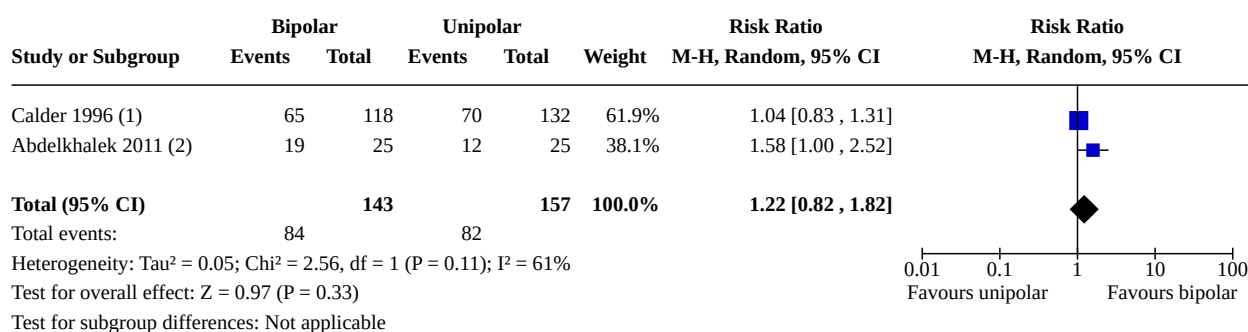 Bipolar Unipolar Risk Ratio Risk Ratio
Study or Subgroup Events Total Events Total Weight M-H, Random, 95% CI M-H, Random, 95% CI
Calder 1996 (1) 65 118 70 132 61.9% 1.04 [0.83 , 1.31]
Abdelkhalek 2011 (2) 19 25 12 25 38.1% 1.58 [1.00 , 2.52]
Total (95% CI) 143 157 100.0% 1.22 [0.82 , 1.82]
Total events: 84 82
Heterogeneity: Tau² = 0.05; Chi² = 2.56, df = 1 (P = 0.11); I² = 61%
0.01 0.1 1 10 100
Test for overall effect: Z = 0.97 (P = 0.33)
Favours unipolar Favours bipolar
Test for subgroup differences: Not applicable